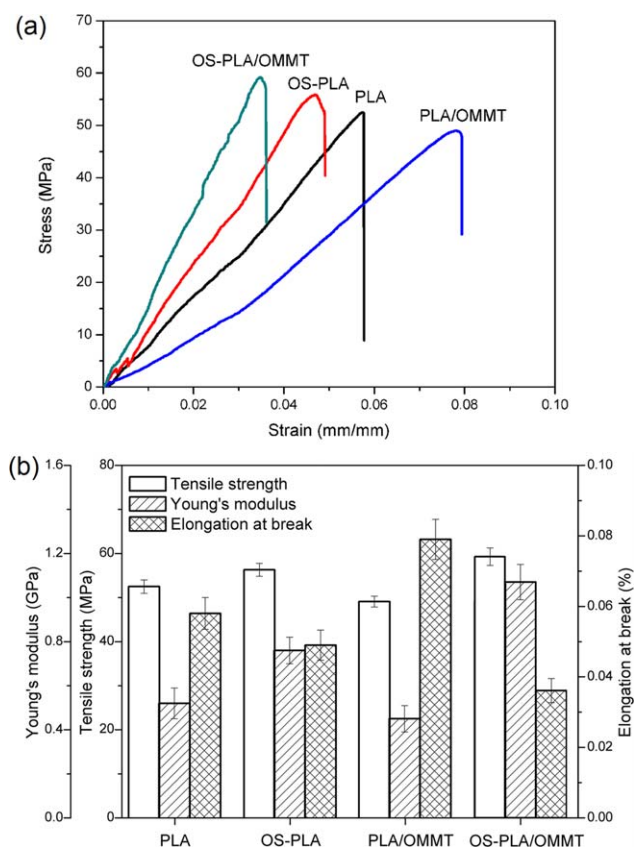 (a)
70
60
50
40
30
20
10
0
Stress (MPa)
OS-PLA/OMMT
OS-PLA
PLA
PLA/OMMT
0.00 0.02 0.04 0.06 0.08 0.10
Strain (mm/mm)
(b)
1.6
1.2
0.8
0.4
0.0
Young's modulus (GPa)
80
60
40
20
0
Tensile strength (MPa)
Tensile strength
Young's modulus
Elongation at break
0.10
0.08
0.06
0.04
0.02
0.00
Elongation at break (%)
PLA OS-PLA PLA/OMMT OS-PLA/OMMT